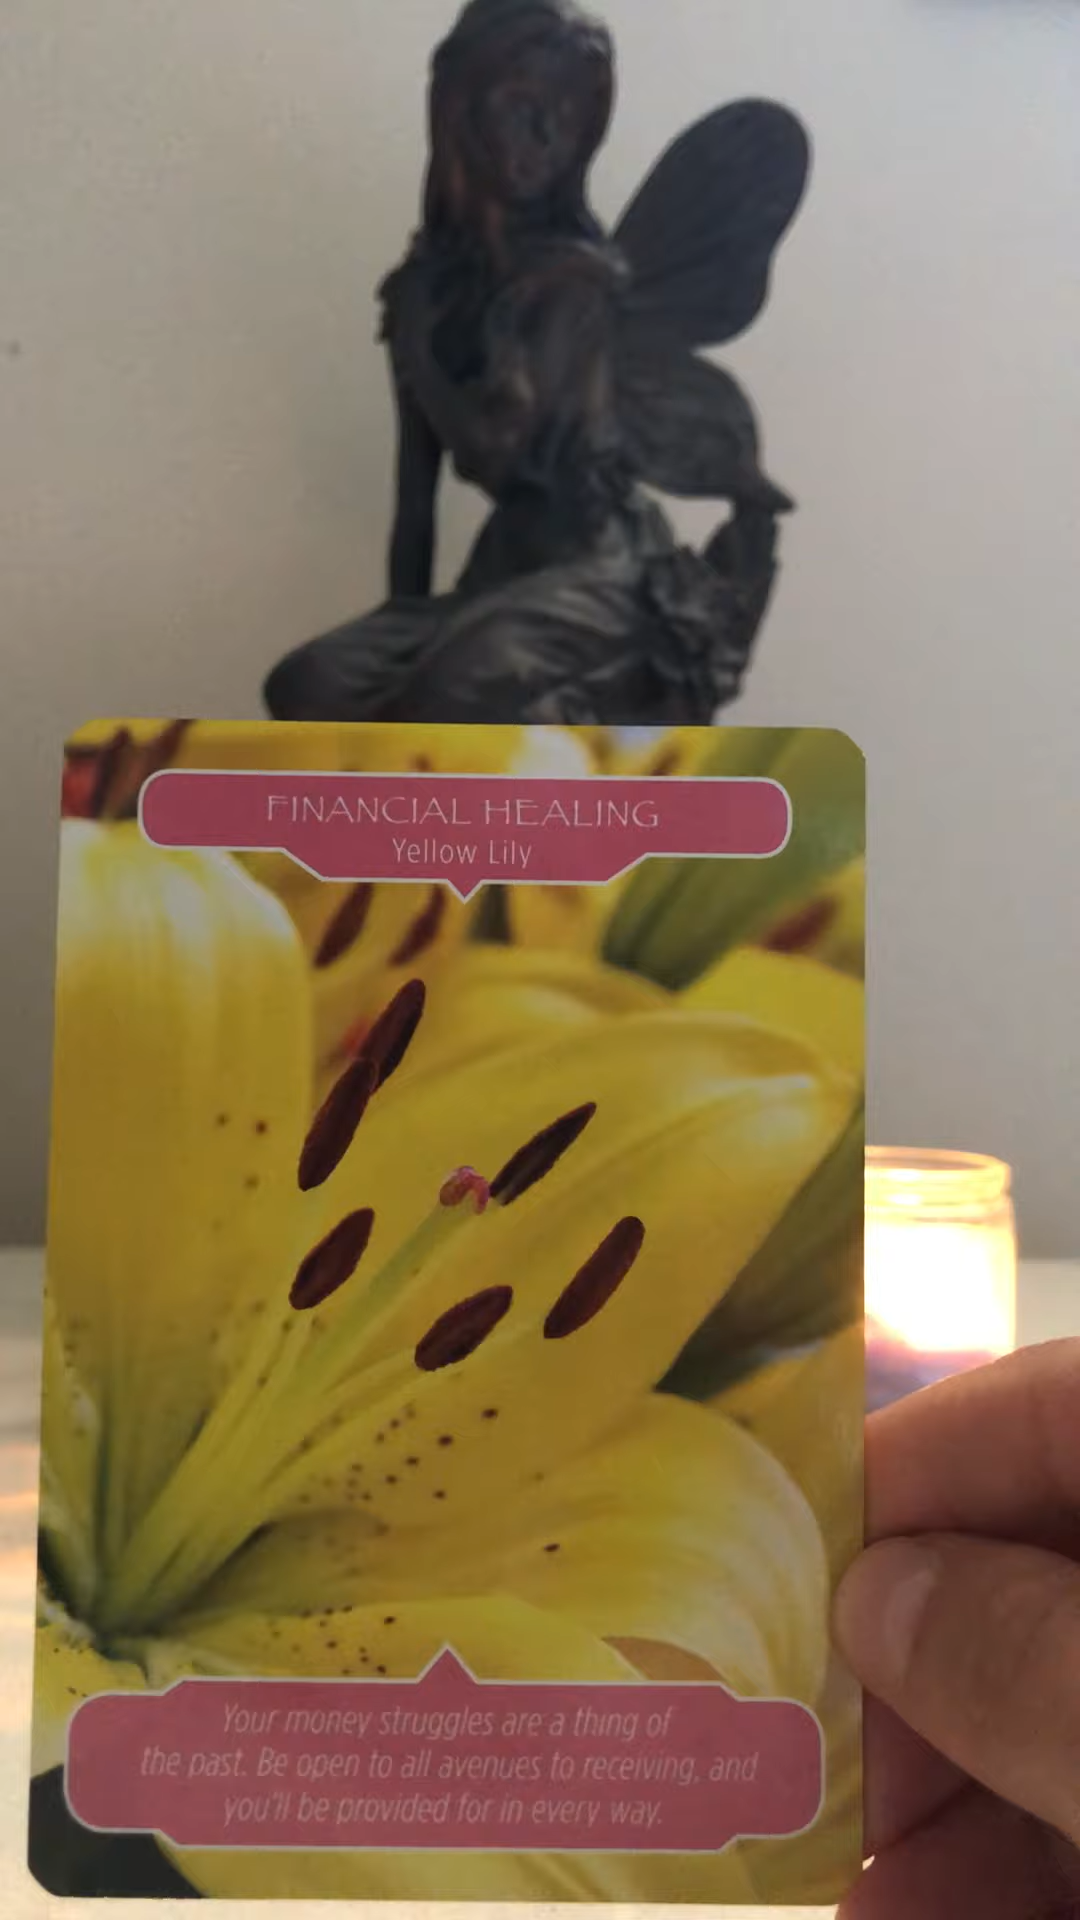 FINANCIAL HEALING
Yellow Lily
Your money struggles are a thing of
the past. Be open to all avenues to receiving, and
you'll be provided for in every way.